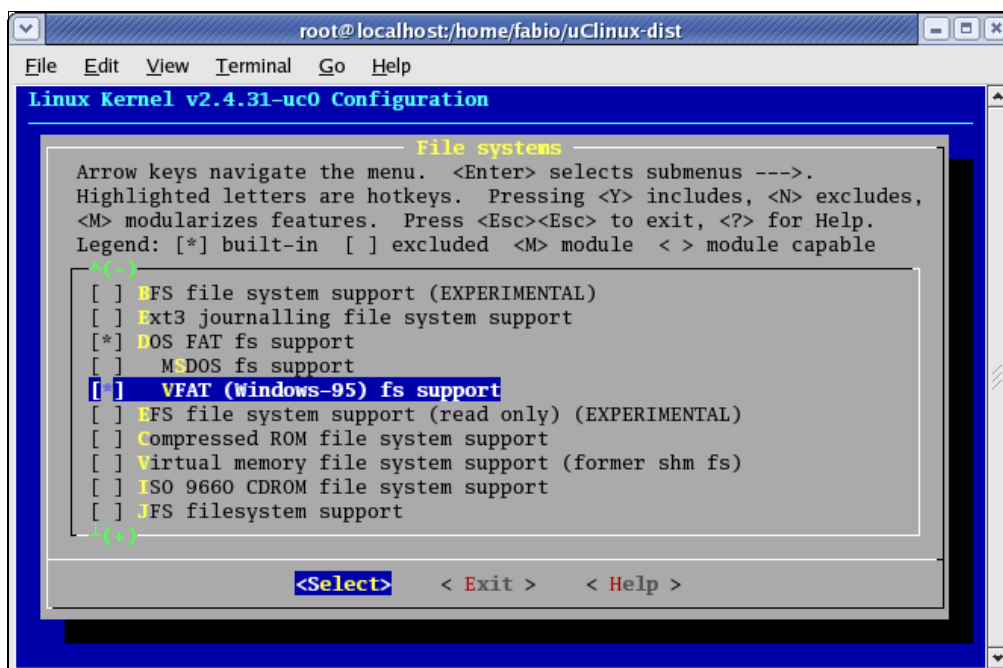 root@localhost:/home/fabio/uClinux-dist
File Edit View Terminal Go Help
Linux Kernel v2.4.31-uc0 Configuration
File systems
Arrow keys navigate the menu. <Enter> selects submenus --->.
Highlighted letters are hotkeys. Pressing <Y> includes, <N> excludes,
<M> modularizes features. Press <Esc><Esc> to exit, <?> for Help.
Legend: [*] built-in [ ] excluded <M> module < > module capable
^(-)
[ ] BFS file system support (EXPERIMENTAL)
[ ] Ext3 journalling file system support
[*] DOS FAT fs support
[ ] MSDOS fs support
[*] VFAT (Windows-95) fs support
[ ] EFS file system support (read only) (EXPERIMENTAL)
[ ] Compressed ROM file system support
[ ] Virtual memory file system support (former shm fs)
[ ] ISO 9660 CDROM file system support
[ ] JFS filesystem support
(+)
<Select> < Exit > < Help >